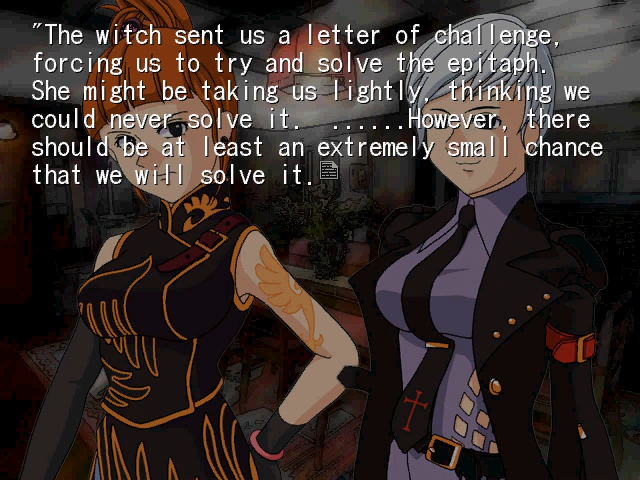 "The witch sent us a letter of challenge,
forcing us to try and solve the epitaph.
She might be taking us lightly, thinking we
could never solve it.  ......However, there
should be at least an extremely small chance
that we will solve it.